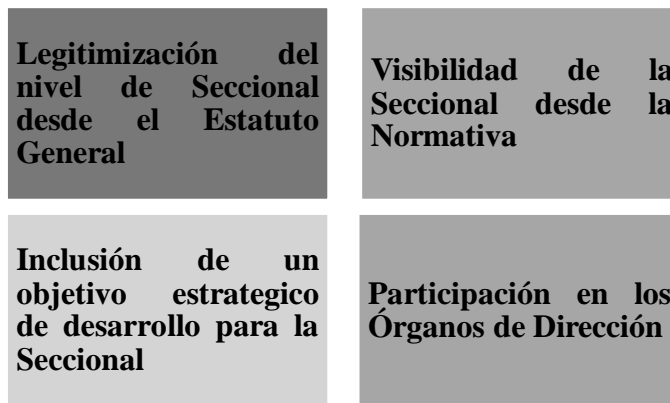 Legitimización del
nivel de Seccional
desde el Estatuto
General
Visibilidad de la
Seccional desde la
Normativa
Inclusión de un
objetivo estrategico
de desarrollo para la
Seccional
Participación en los
Órganos de Dirección